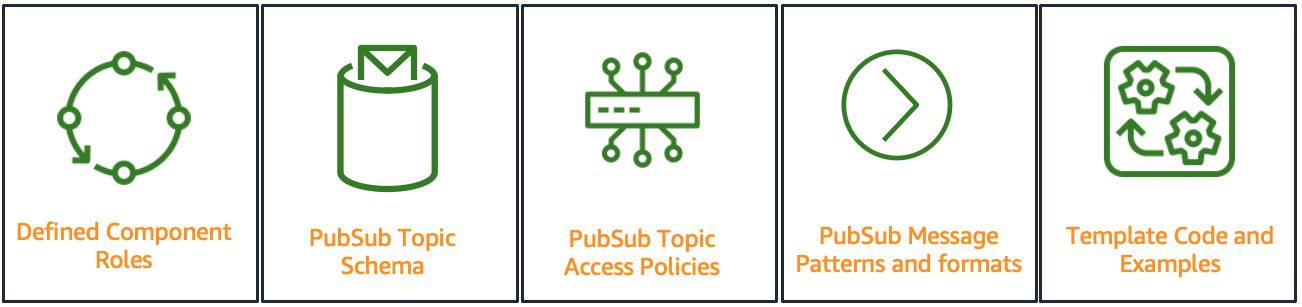 Defined Component
Roles
PubSub Topic
Schema
PubSub Topic
Access Policies
PubSub Message
Patterns and formats
Template Code and
Examples